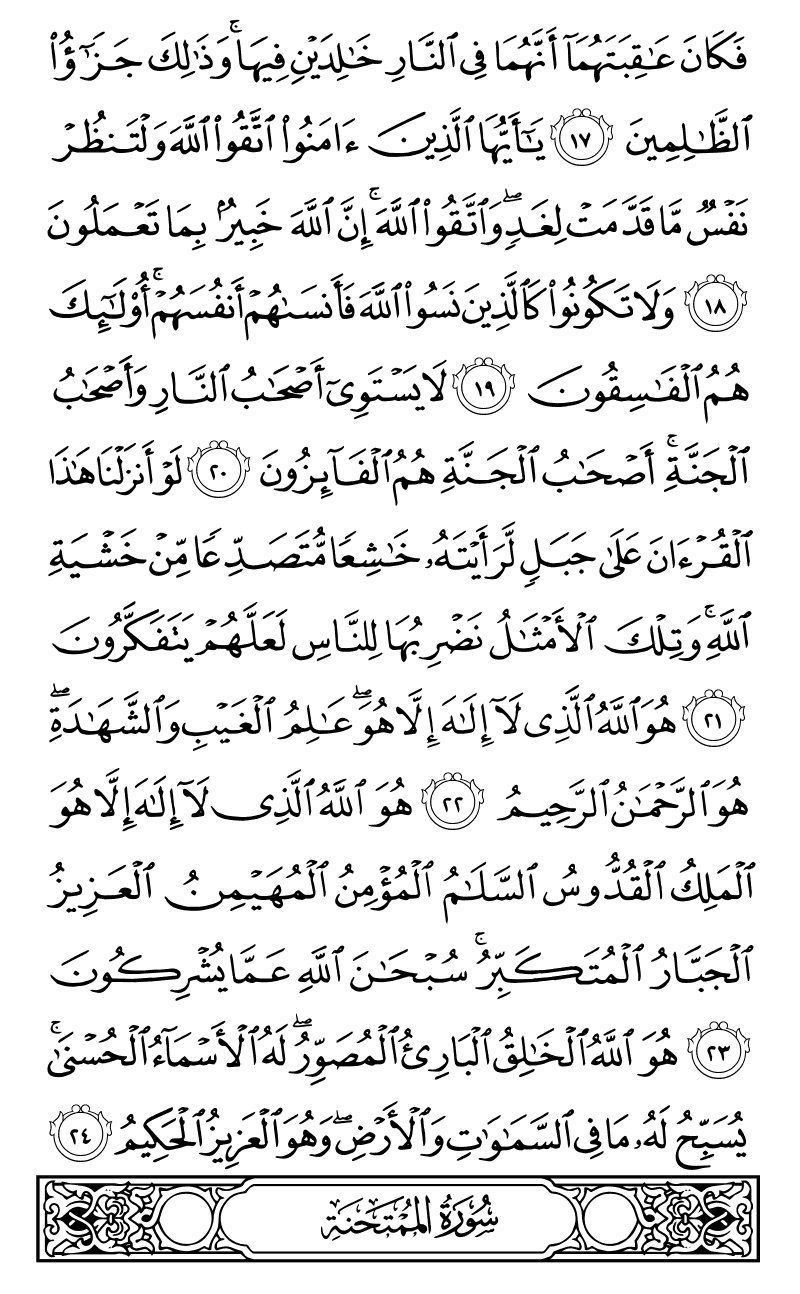 فَكَانَ عَٰقِبَتَهُمَآ أَنَّهُمَا فِى ٱلنَّارِ خَٰلِدَيْنِ فِيهَا ۚ وَذَٰلِكَ جَزَٰٓؤُا۟
ٱلظَّٰلِمِينَ ١٧ يَٰٓأَيُّهَا ٱلَّذِينَ ءَامَنُوا۟ ٱتَّقُوا۟ ٱللَّهَ وَلْتَنظُرْ
نَفْسٌ مَّا قَدَّمَتْ لِغَدٍ ۖ وَٱتَّقُوا۟ ٱللَّهَ ۚ إِنَّ ٱللَّهَ خَبِيرٌۢ بِمَا تَعْمَلُونَ
١٨ وَلَا تَكُونُوا۟ كَٱلَّذِينَ نَسُوا۟ ٱللَّهَ فَأَنسَىٰهُمْ أَنفُسَهُمْ ۚ أُو۟لَٰٓئِكَ
هُمُ ٱلْفَٰسِقُونَ ١٩ لَا يَسْتَوِىٓ أَصْحَٰبُ ٱلنَّارِ وَأَصْحَٰبُ
ٱلْجَنَّةِ ۚ أَصْحَٰبُ ٱلْجَنَّةِ هُمُ ٱلْفَآئِزُونَ ٢٠ لَوْ أَنزَلْنَا هَٰذَا
ٱلْقُرْءَانَ عَلَىٰ جَبَلٍ لَّرَأَيْتَهُۥ خَٰشِعًا مُّتَصَدِّعًا مِّنْ خَشْيَةِ
ٱللَّهِ ۚ وَتِلْكَ ٱلْأَمْثَٰلُ نَضْرِبُهَا لِلنَّاسِ لَعَلَّهُمْ يَتَفَكَّرُونَ
٢١ هُوَ ٱللَّهُ ٱلَّذِى لَآ إِلَٰهَ إِلَّا هُوَ ۖ عَٰلِمُ ٱلْغَيْبِ وَٱلشَّهَٰدَةِ ۖ
هُوَ ٱلرَّحْمَٰنُ ٱلرَّحِيمُ ٢٢ هُوَ ٱللَّهُ ٱلَّذِى لَآ إِلَٰهَ إِلَّا هُوَ
ٱلْمَلِكُ ٱلْقُدُّوسُ ٱلسَّلَٰمُ ٱلْمُؤْمِنُ ٱلْمُهَيْمِنُ ٱلْعَزِيزُ
ٱلْجَبَّارُ ٱلْمُتَكَبِّرُ ۚ سُبْحَٰنَ ٱللَّهِ عَمَّا يُشْرِكُونَ
٢٣ هُوَ ٱللَّهُ ٱلْخَٰلِقُ ٱلْبَارِئُ ٱلْمُصَوِّرُ ۖ لَهُ ٱلْأَسْمَآءُ ٱلْحُسْنَىٰ ۚ
يُسَبِّحُ لَهُۥ مَا فِى ٱلسَّمَٰوَٰتِ وَٱلْأَرْضِ ۖ وَهُوَ ٱلْعَزِيزُ ٱلْحَكِيمُ ٢٤
سُورَةُ المُمْتَحنَةِ